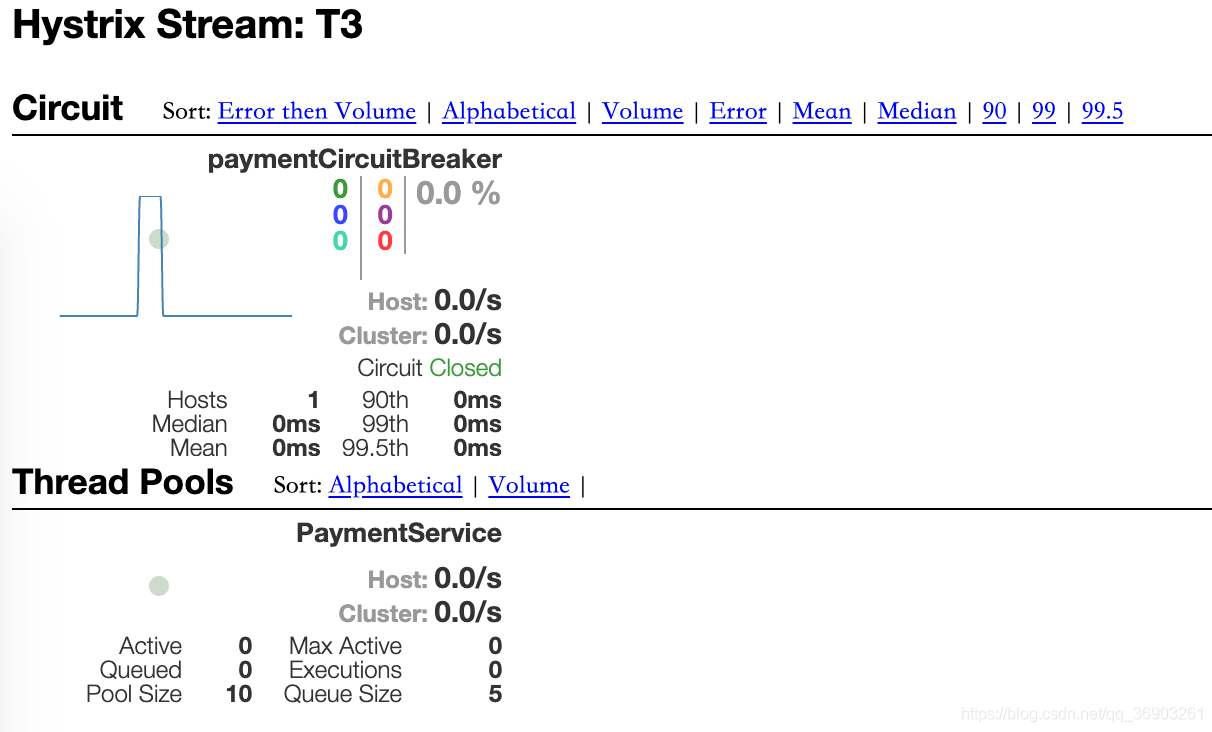 Hystrix Stream: T3
Circuit Sort: Error then Volume | Alphabetical | Volume | Error | Mean | Median | 90 | 99 | 99.5
paymentCircuitBreaker
0 0 0.0 %
0 0
0 0
Host: 0.0/s
Cluster: 0.0/s
Circuit Closed
Hosts 1 90th 0ms
Median 0ms 99th 0ms
Mean 0ms 99.5th 0ms
Thread Pools Sort: Alphabetical | Volume |
PaymentService
Host: 0.0/s
Cluster: 0.0/s
Active 0 Max Active 0
Queued 0 Executions 0
Pool Size 10 Queue Size 5
https://blog.csdn.net/qq_36903261